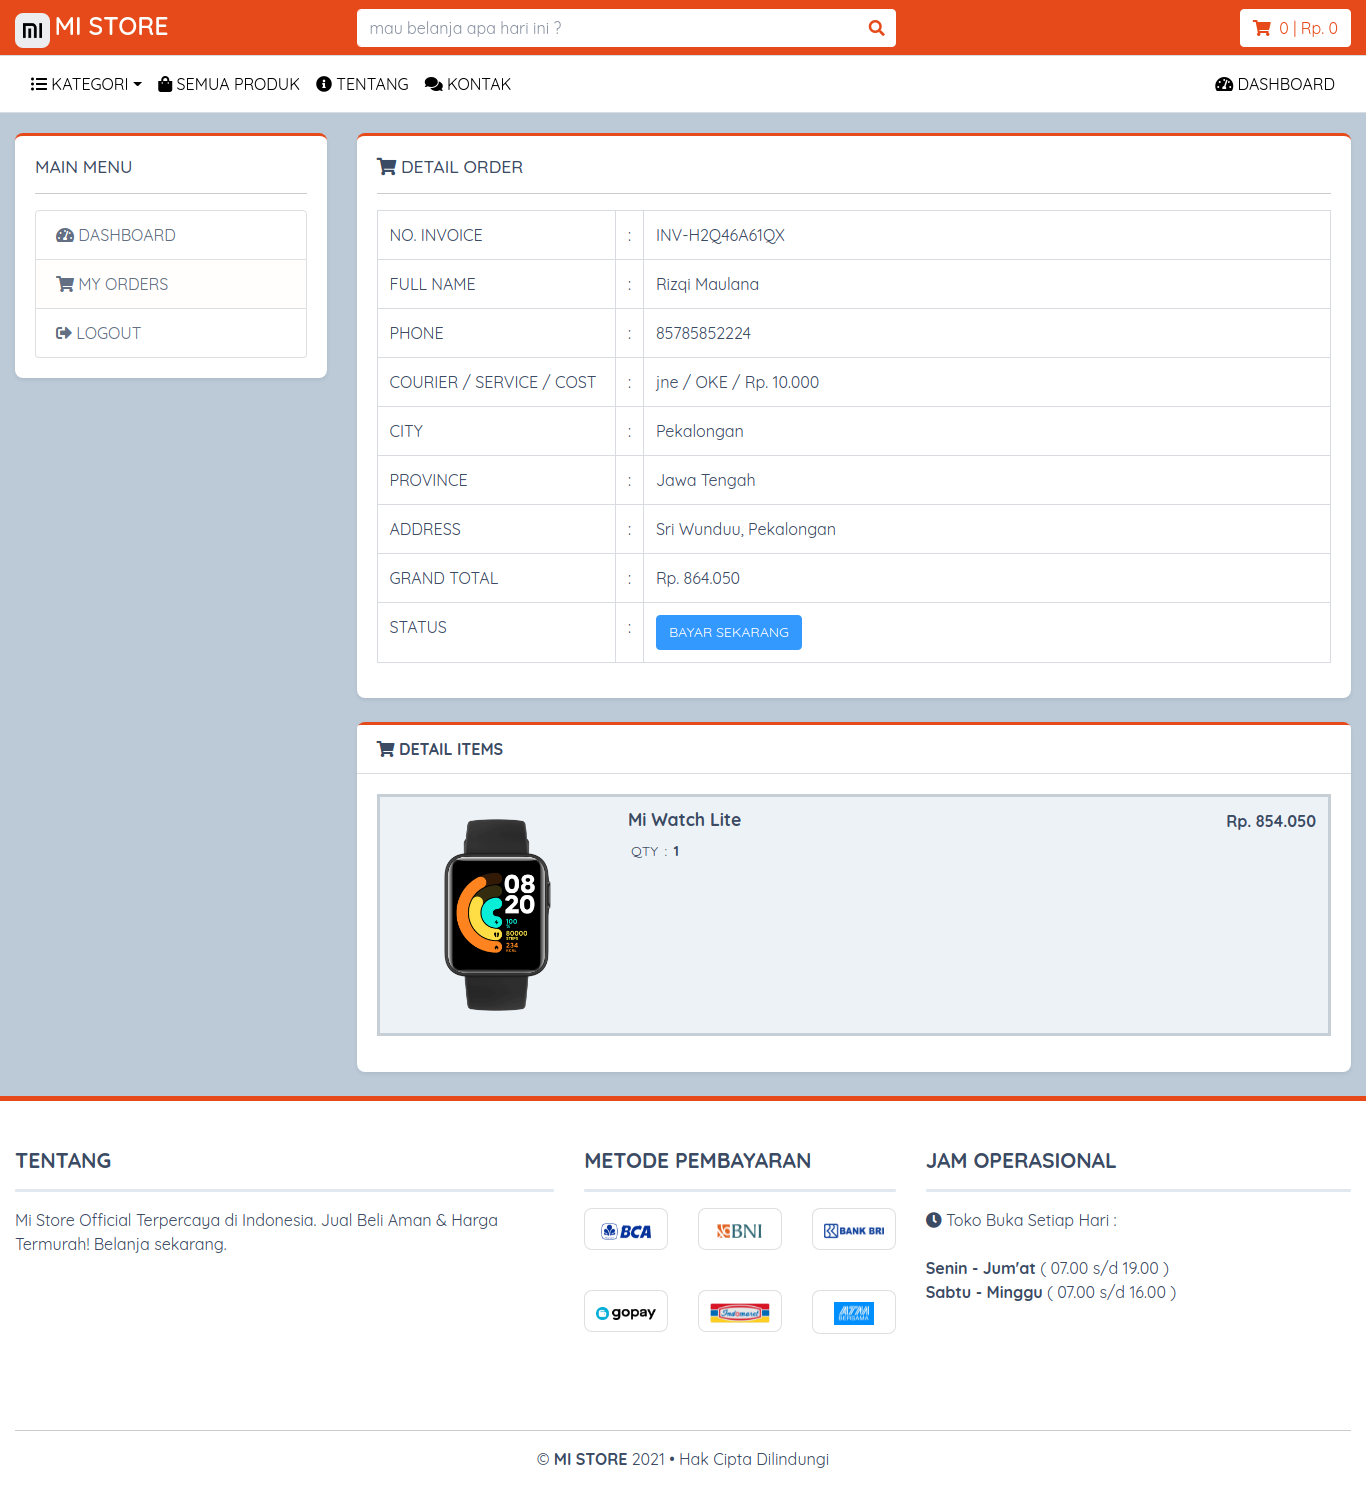 MI STORE
mau belanja apa hari ini ?
0 | Rp. 0
KATEGORI
SEMUA PRODUK
TENTANG
KONTAK
DASHBOARD
MAIN MENU
DASHBOARD
MY ORDERS
LOGOUT
DETAIL ORDER
NO. INVOICE : INV-H2Q46A61QX
FULL NAME : Rizqi Maulana
PHONE : 85785852224
COURIER / SERVICE / COST : jne / OKE / Rp. 10.000
CITY : Pekalongan
PROVINCE : Jawa Tengah
ADDRESS : Sri Wunduu, Pekalongan
GRAND TOTAL : Rp. 864.050
STATUS : BAYAR SEKARANG
DETAIL ITEMS
Mi Watch Lite
Rp. 854.050
QTY : 1
08
20
100
%
80000
STEPS
234
KCAL
TENTANG
Mi Store Official Terpercaya di Indonesia. Jual Beli Aman & Harga
Termurah! Belanja sekarang.
METODE PEMBAYARAN
BCA
BNI
BANK BRI
gopay
Indomaret
ATM
BERSAMA
JAM OPERASIONAL
Toko Buka Setiap Hari :
Senin - Jum'at ( 07.00 s/d 19.00 )
Sabtu - Minggu ( 07.00 s/d 16.00 )
© MI STORE 2021 • Hak Cipta Dilindungi